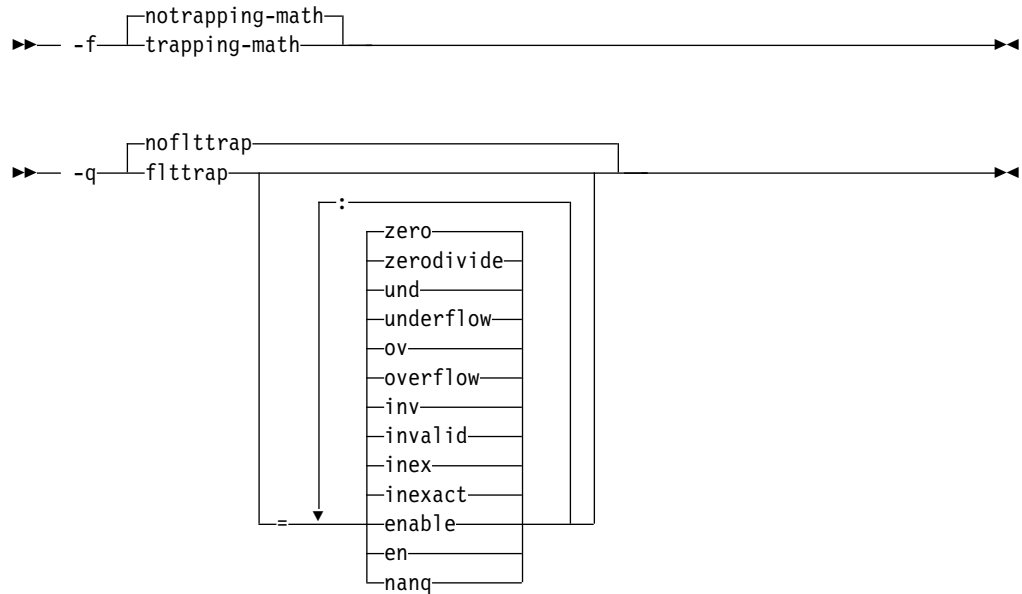 notrapping-math
-f trapping-math
noflttrap
-q flttrap
:
zero
zerodivide
und
underflow
ov
overflow
inv
invalid
inex
inexact
= enable
en
nanq